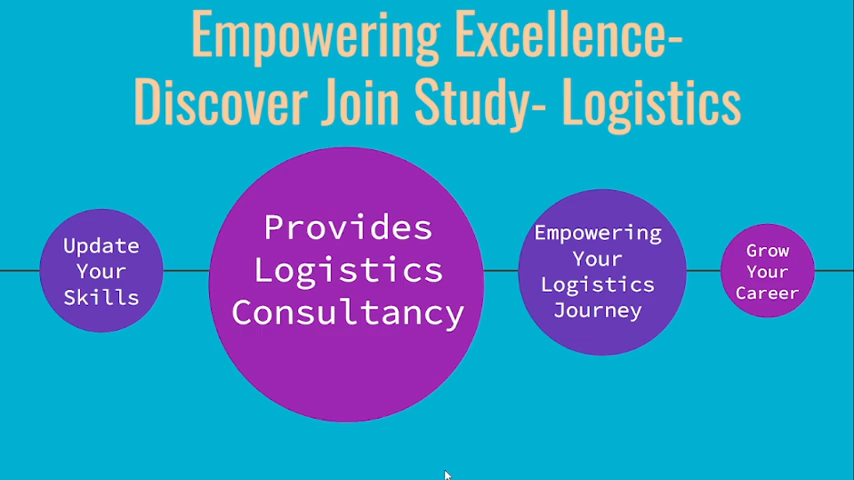 Empowering Excellence-
Discover Join Study- Logistics
Update
Your
Skills
Provides
Logistics
Consultancy
Empowering
Your
Logistics
Journey
Grow
Your
Career